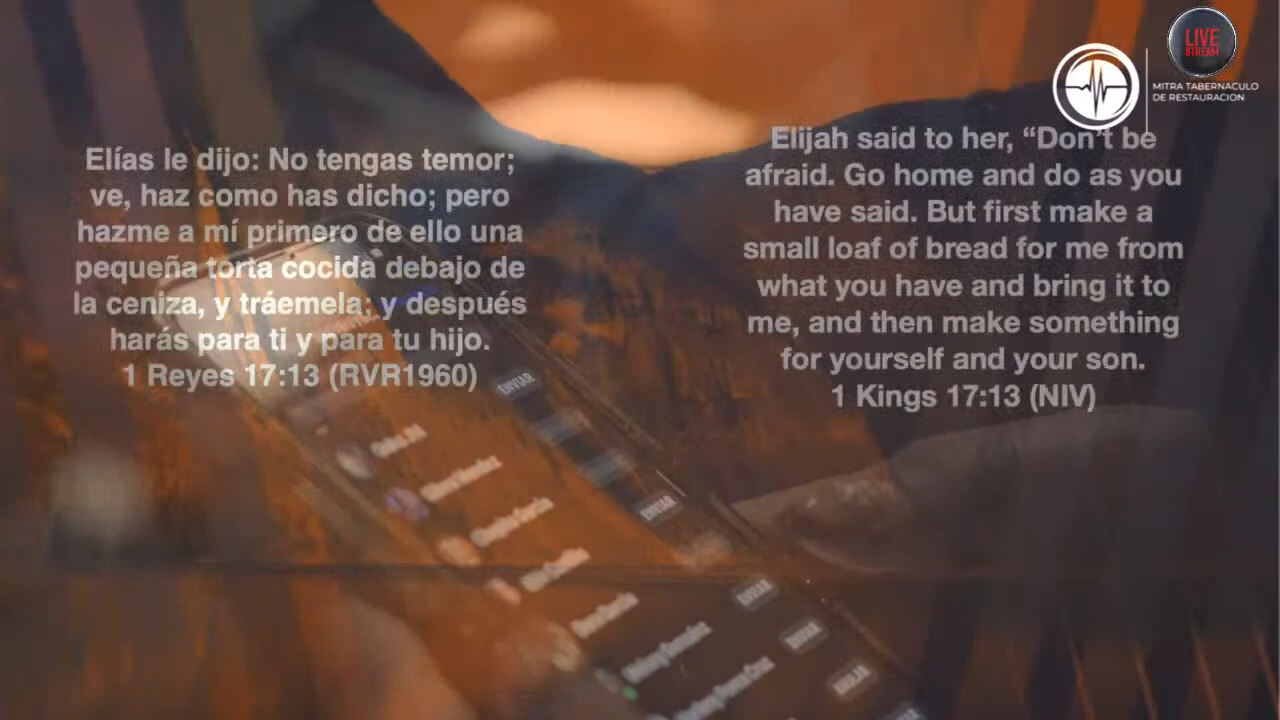 LIVE
STREAM
MITRA TABERNACULO
DE RESTAURACION
Elías le dijo: No tengas temor;
ve, haz como has dicho; pero
hazme a mí primero de ello una
pequeña torta cocida debajo de
la ceniza, y tráemela; y después
harás para ti y para tu hijo.
1 Reyes 17:13 (RVR1960)
Elijah said to her, “Don’t be
afraid. Go home and do as you
have said. But first make a
small loaf of bread for me from
what you have and bring it to
me, and then make something
for yourself and your son.
1 Kings 17:13 (NIV)
ENVIAR
ENVIAR
ENVIAR